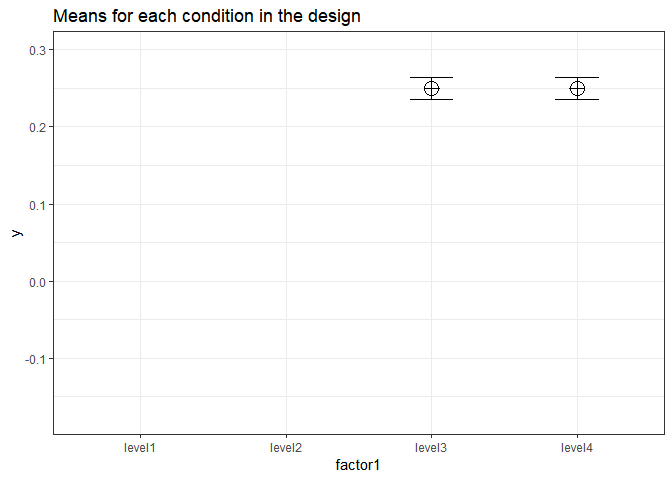 Means for each condition in the design
0.3
0.2
0.1
0.0
-0.1
y
level1 level2 level3 level4
factor1